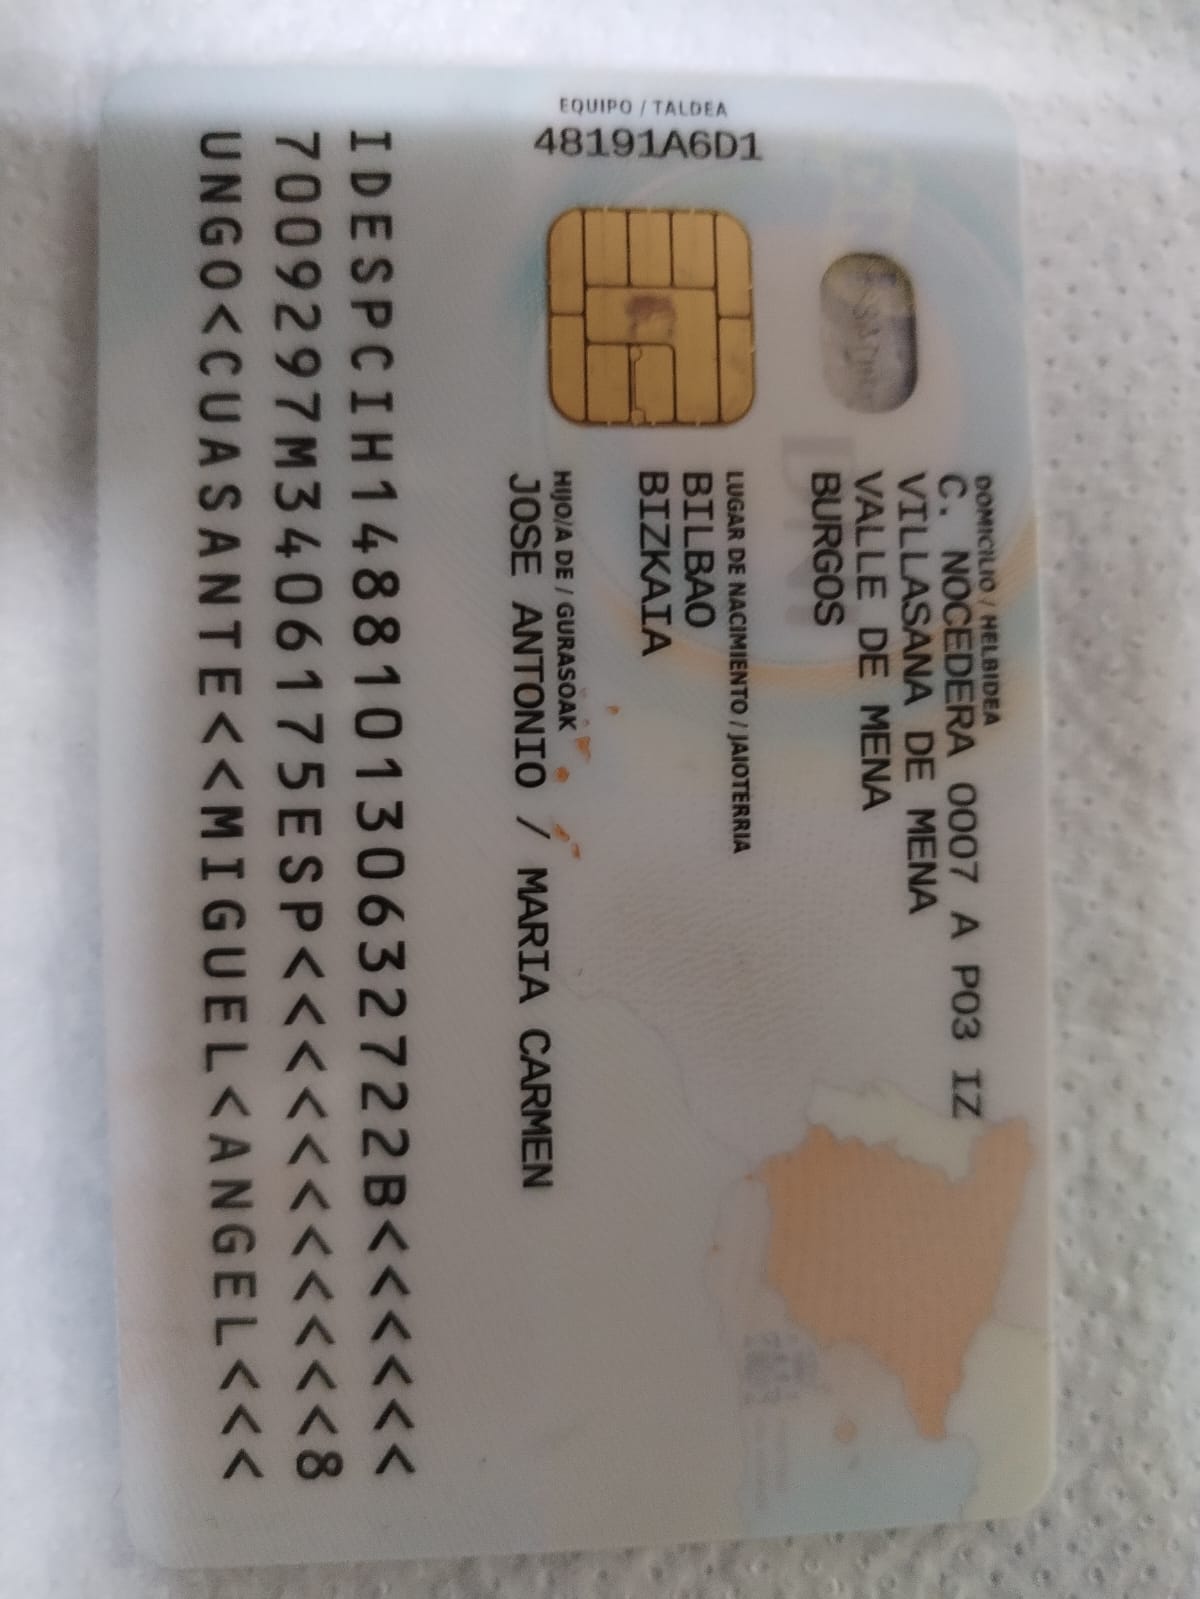 EQUIPO / TALDEA
48191A6D1
DOMICILIO / HELBIDEA
C. NOCEDERA 0007 A P03 IZ
VILLASANA DE MENA
VALLE DE MENA
BURGOS
LUGAR DE NACIMIENTO / JAIOTERRIA
BILBAO
BIZKAIA
HIJO/A DE / GURASOAK
JOSE ANTONIO / MARIA CARMEN
IDESPCIH148810130632722B<<<<<<
7009297M3406175ESP<<<<<<<<<<<8
UNGO<CUASANTE<<MIGUEL<ANGEL<<<